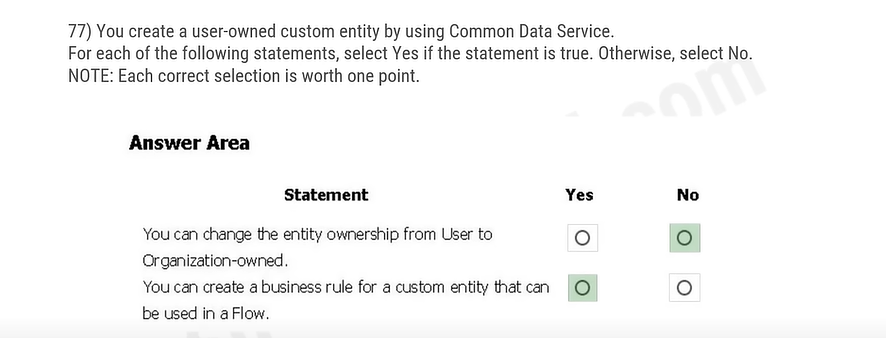 77) You create a user-owned custom entity by using Common Data Service.
For each of the following statements, select Yes if the statement is true. Otherwise, select No.
NOTE: Each correct selection is worth one point.
com
Answer Area
Statement Yes No
You can change the entity ownership from User to
Organization-owned.
You can create a business rule for a custom entity that can
be used in a Flow.